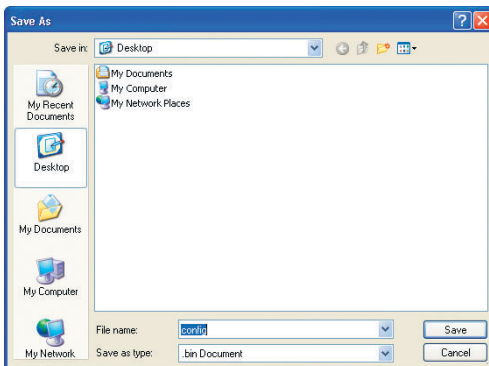 Save As
Save in:
Desktop
My Recent
Documents
Desktop
My Documents
My Computer
My Network
My Documents
My Computer
My Network Places
File name:
config
Save
Save as type:
.bin Document
Cancel